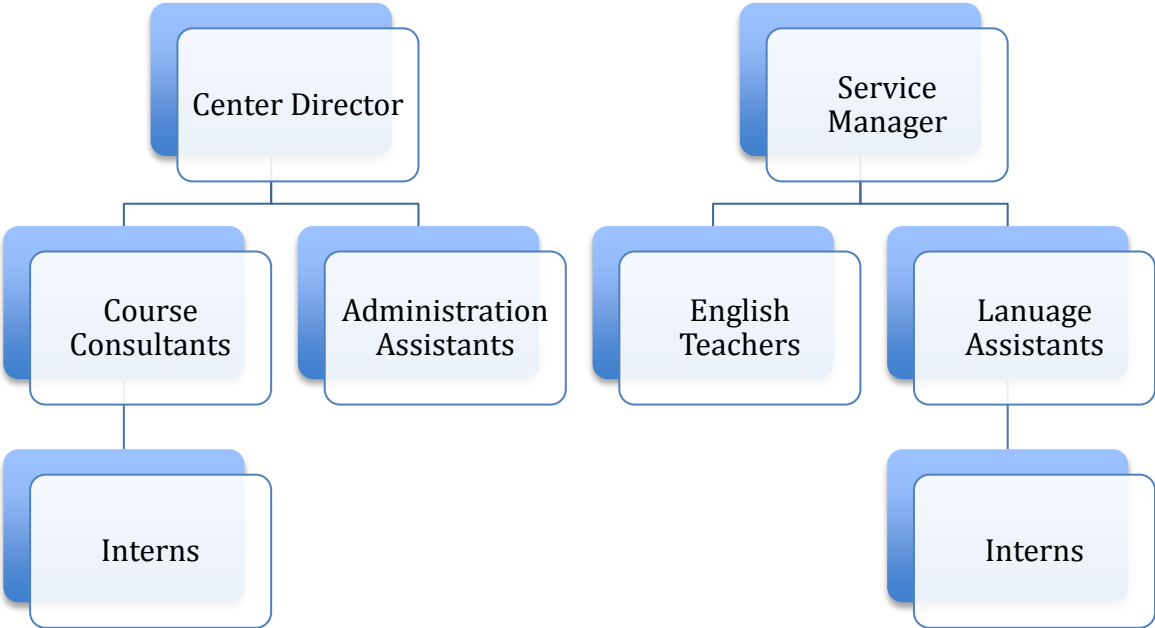 Center Director
Service
Manager
Course
Consultants
Administration
Assistants
English
Teachers
Lanuage
Assistants
Interns
Interns